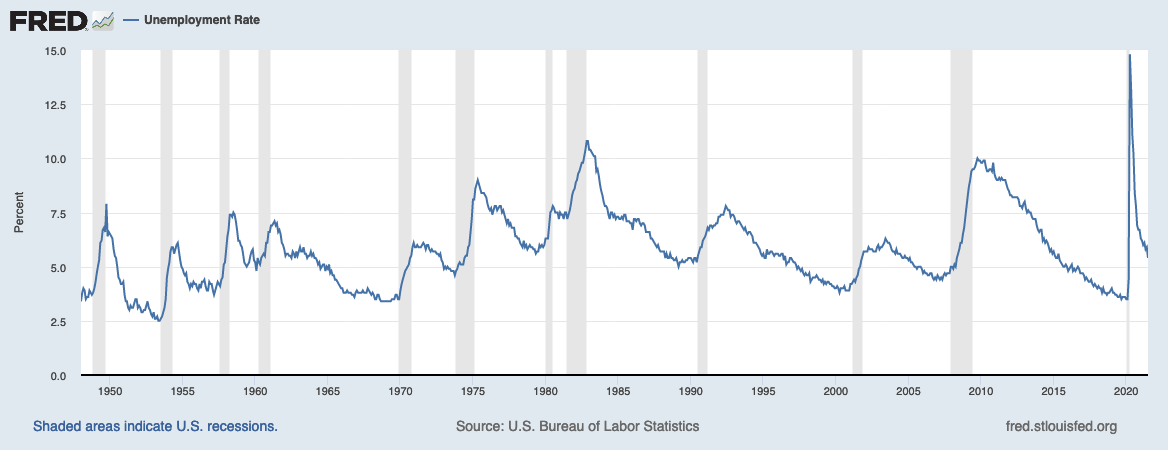 FRED Unemployment Rate
15.0
12.5
10.0
7.5
5.0
2.5
0.0
Percent
1950 1955 1960 1965 1970 1975 1980 1985 1990 1995 2000 2005 2010 2015 2020
Shaded areas indicate U.S. recessions. Source: U.S. Bureau of Labor Statistics fred.stlouisfed.org